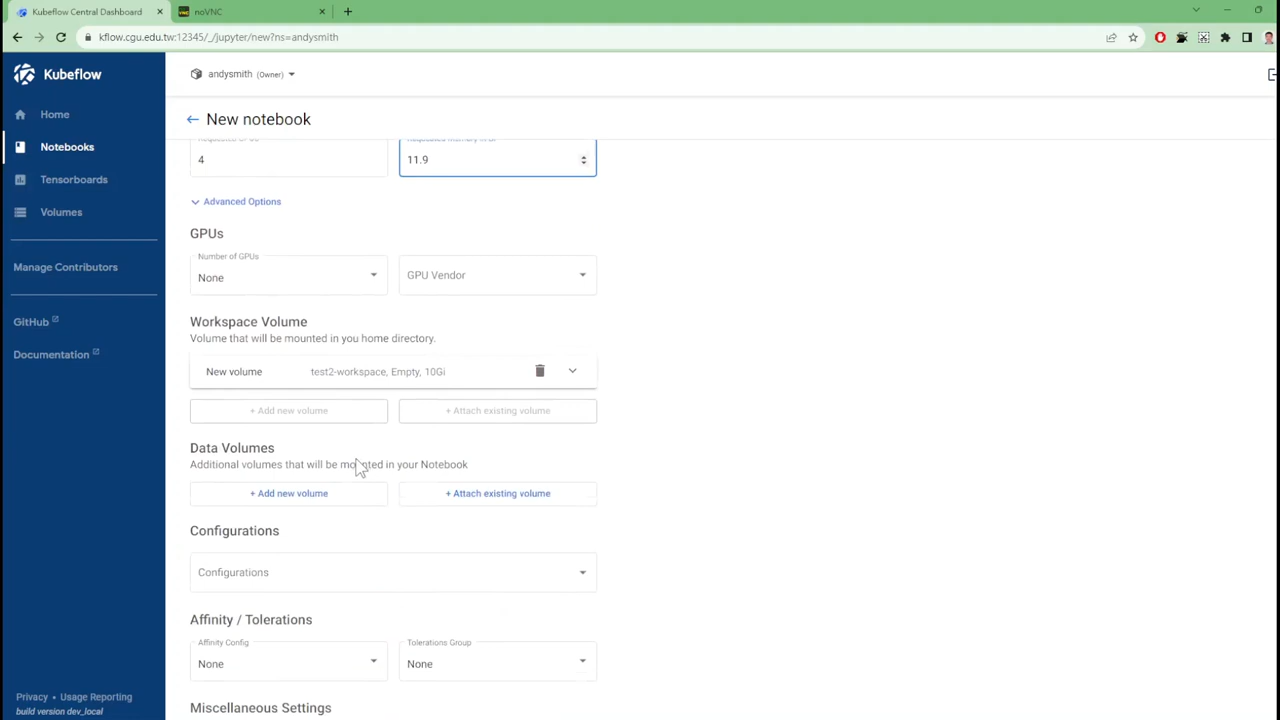 Kubeflow Central Dashboard
noVNC
kflow.cgu.edu.tw:12345/_/jupyter/new?ns=andysmith
Kubeflow
andysmith (Owner)
Home
New notebook
Notebooks
4
11.9
Tensorboards
Advanced Options
Volumes
GPUs
Number of GPUs
None
GPU Vendor
Manage Contributors
GitHub
Workspace Volume
Volume that will be mounted in you home directory.
Documentation
New volume test2-workspace, Empty, 10Gi
+ Add new volume
+ Attach existing volume
Data Volumes
Additional volumes that will be mounted in your Notebook
+ Add new volume
+ Attach existing volume
Configurations
Configurations
Affinity / Tolerations
Affinity Config
None
Tolerations Group
None
Privacy • Usage Reporting
build version dev_local
Miscellaneous Settings